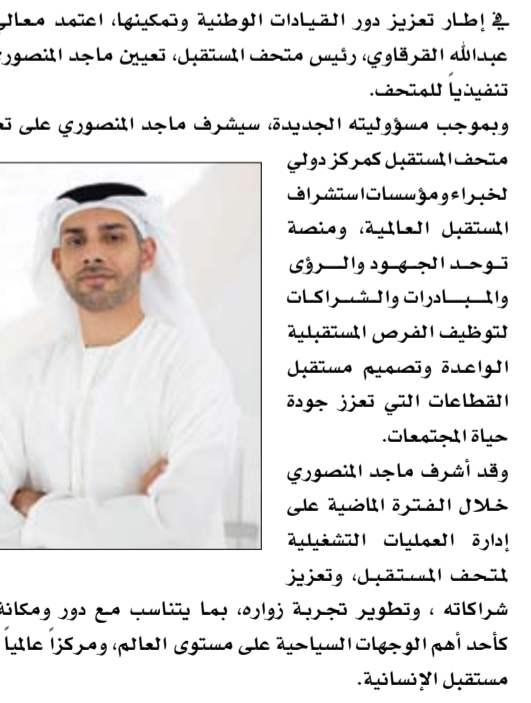 في إطار تعزيز دور القيادات الوطنية وتمكينها، اعتمد معالي
عبدالله القرقاوي، رئيس متحف المستقبل، تعيين ماجد المنصوري
تنفيذياً للمتحف.
وبموجب مسؤوليته الجديدة، سيشرف ماجد المنصوري على
متحف المستقبل كمركز دولي
لخبراء ومؤسسات استشراف
المستقبل العالمية، ومنصة
توحد الجهود والرؤى
والمبادرات والشراكات
لتوظيف الفرص المستقبلية
الواعدة وتصميم مستقبل
القطاعات التي تعزز جودة
حياة المجتمعات.
وقد أشرف ماجد المنصوري
خلال الفترة الماضية على
إدارة العمليات التشغيلية
لمتحف المستقبل، وتعزيز
شراكاته ، وتطوير تجربة زواره، بما يتناسب مع دور ومكانة
كأحد أهم الوجهات السياحية على مستوى العالم، ومركزاً عالمياً
مستقبل الإنسانية.